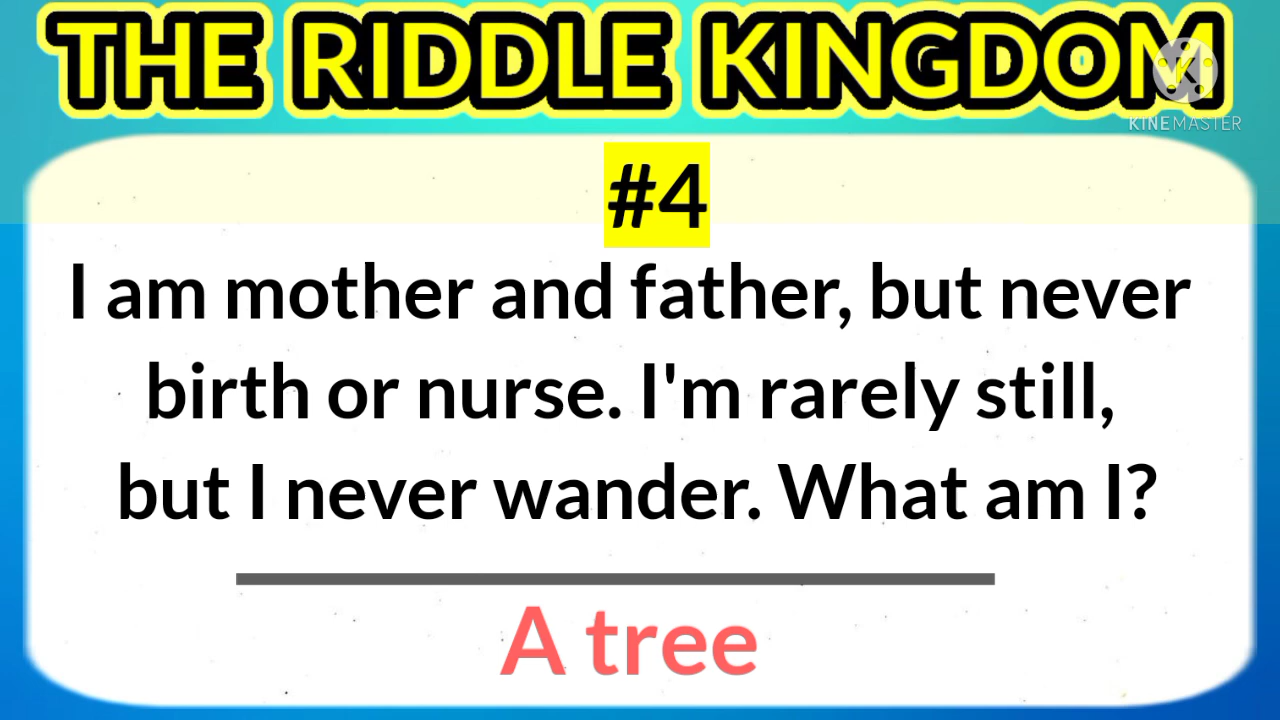 THE RIDDLE KINGDOM
K
KINEMASTER
#4
I am mother and father, but never
birth or nurse. I'm rarely still,
but I never wander. What am I?
A tree